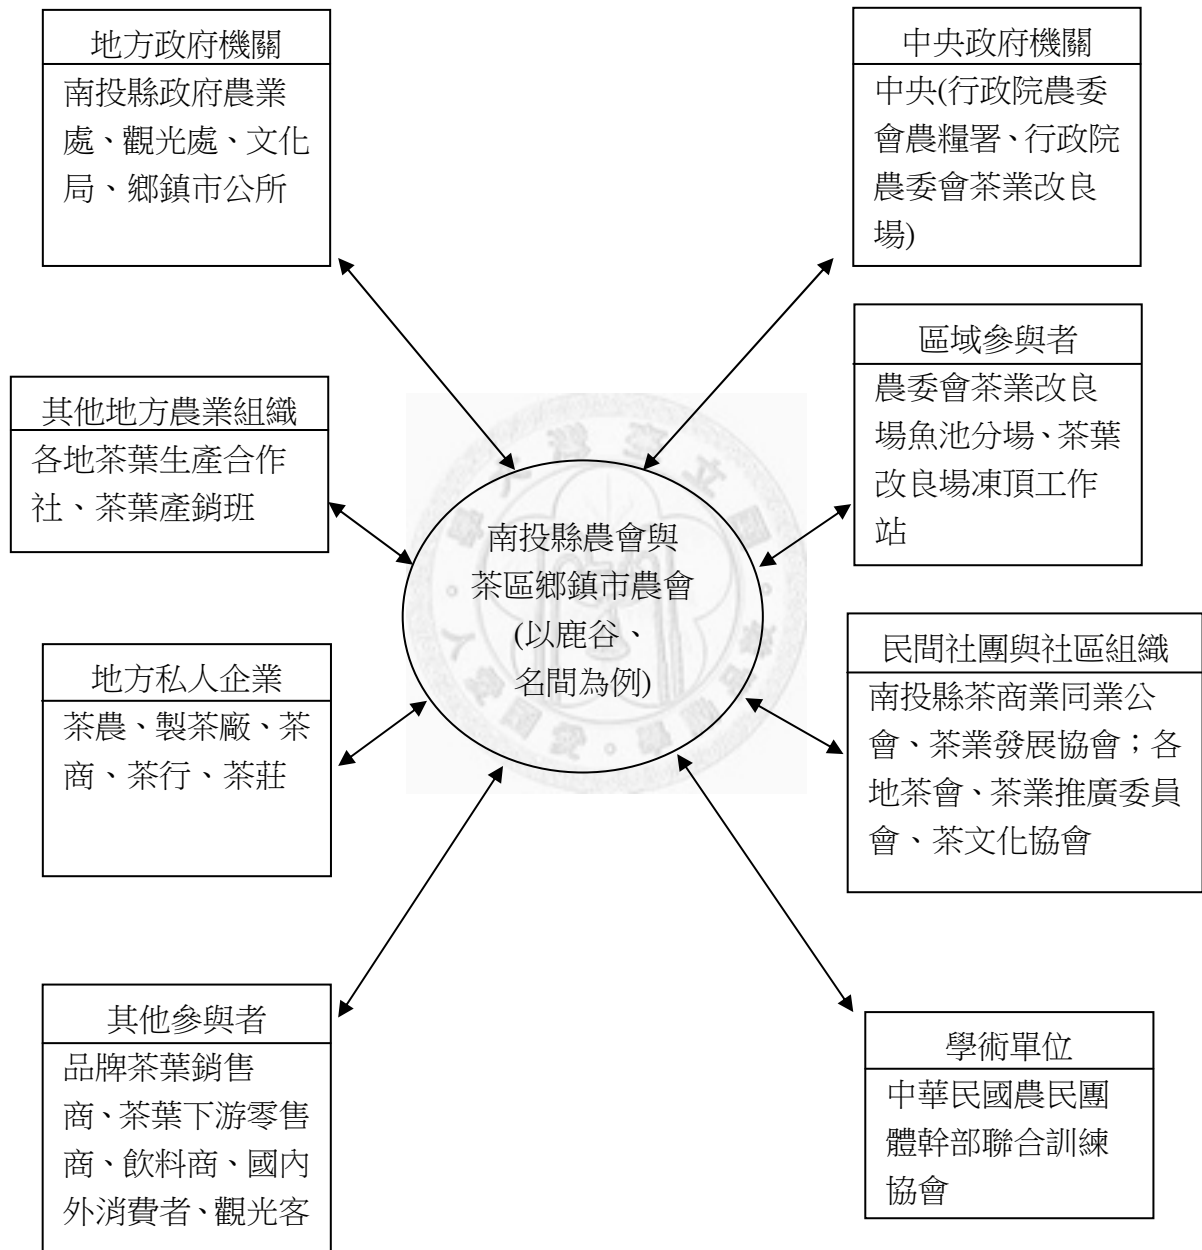 地方政府機關
南投縣政府農業
處、觀光處、文化
局、鄉鎮市公所
中央政府機關
中央(行政院農委
會農糧署、行政院
農委會茶業改良
場)
其他地方農業組織
各地茶葉生產合作
社、茶葉產銷班
區域參與者
農委會茶業改良
場魚池分場、茶葉
改良場凍頂工作
站
南投縣農會與
茶區鄉鎮市農會
(以鹿谷、
名間為例)
地方私人企業
茶農、製茶廠、茶
商、茶行、茶莊
民間社團與社區組織
南投縣茶商業同業公
會、茶業發展協會；各
地茶會、茶業推廣委員
會、茶文化協會
其他參與者
品牌茶葉銷售
商、茶葉下游零售
商、飲料商、國內
外消費者、觀光客
學術單位
中華民國農民團
體幹部聯合訓練
協會